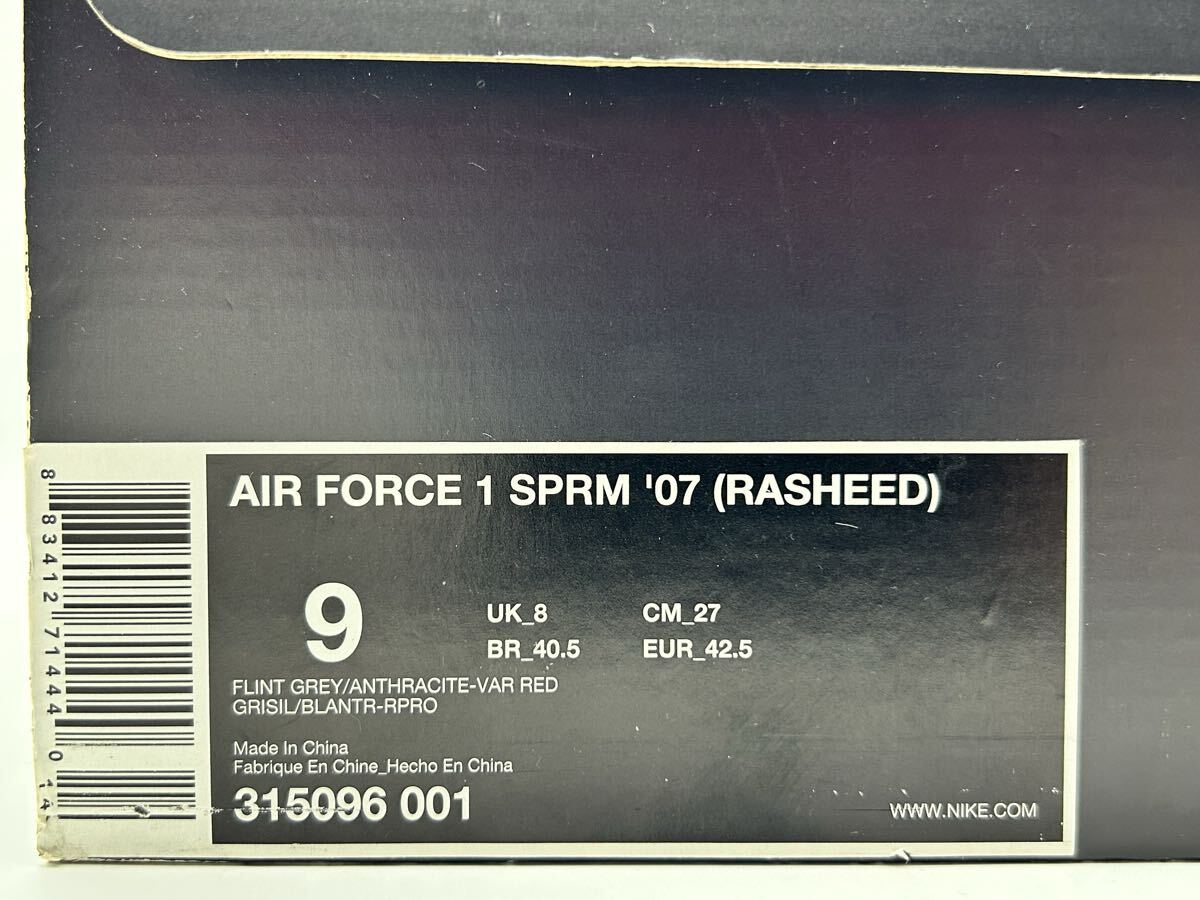 AIR FORCE 1 SPRM '07 (RASHEED)
9
UK_8 CM_27
BR_40.5 EUR_42.5
FLINT GREY/ANTHRACITE-VAR RED
GRISIL/BLANTR-RPRO
Made In China
Fabrique En Chine_Hecho En China
315096 001
WWW.NIKE.COM
8 83412 71444 0